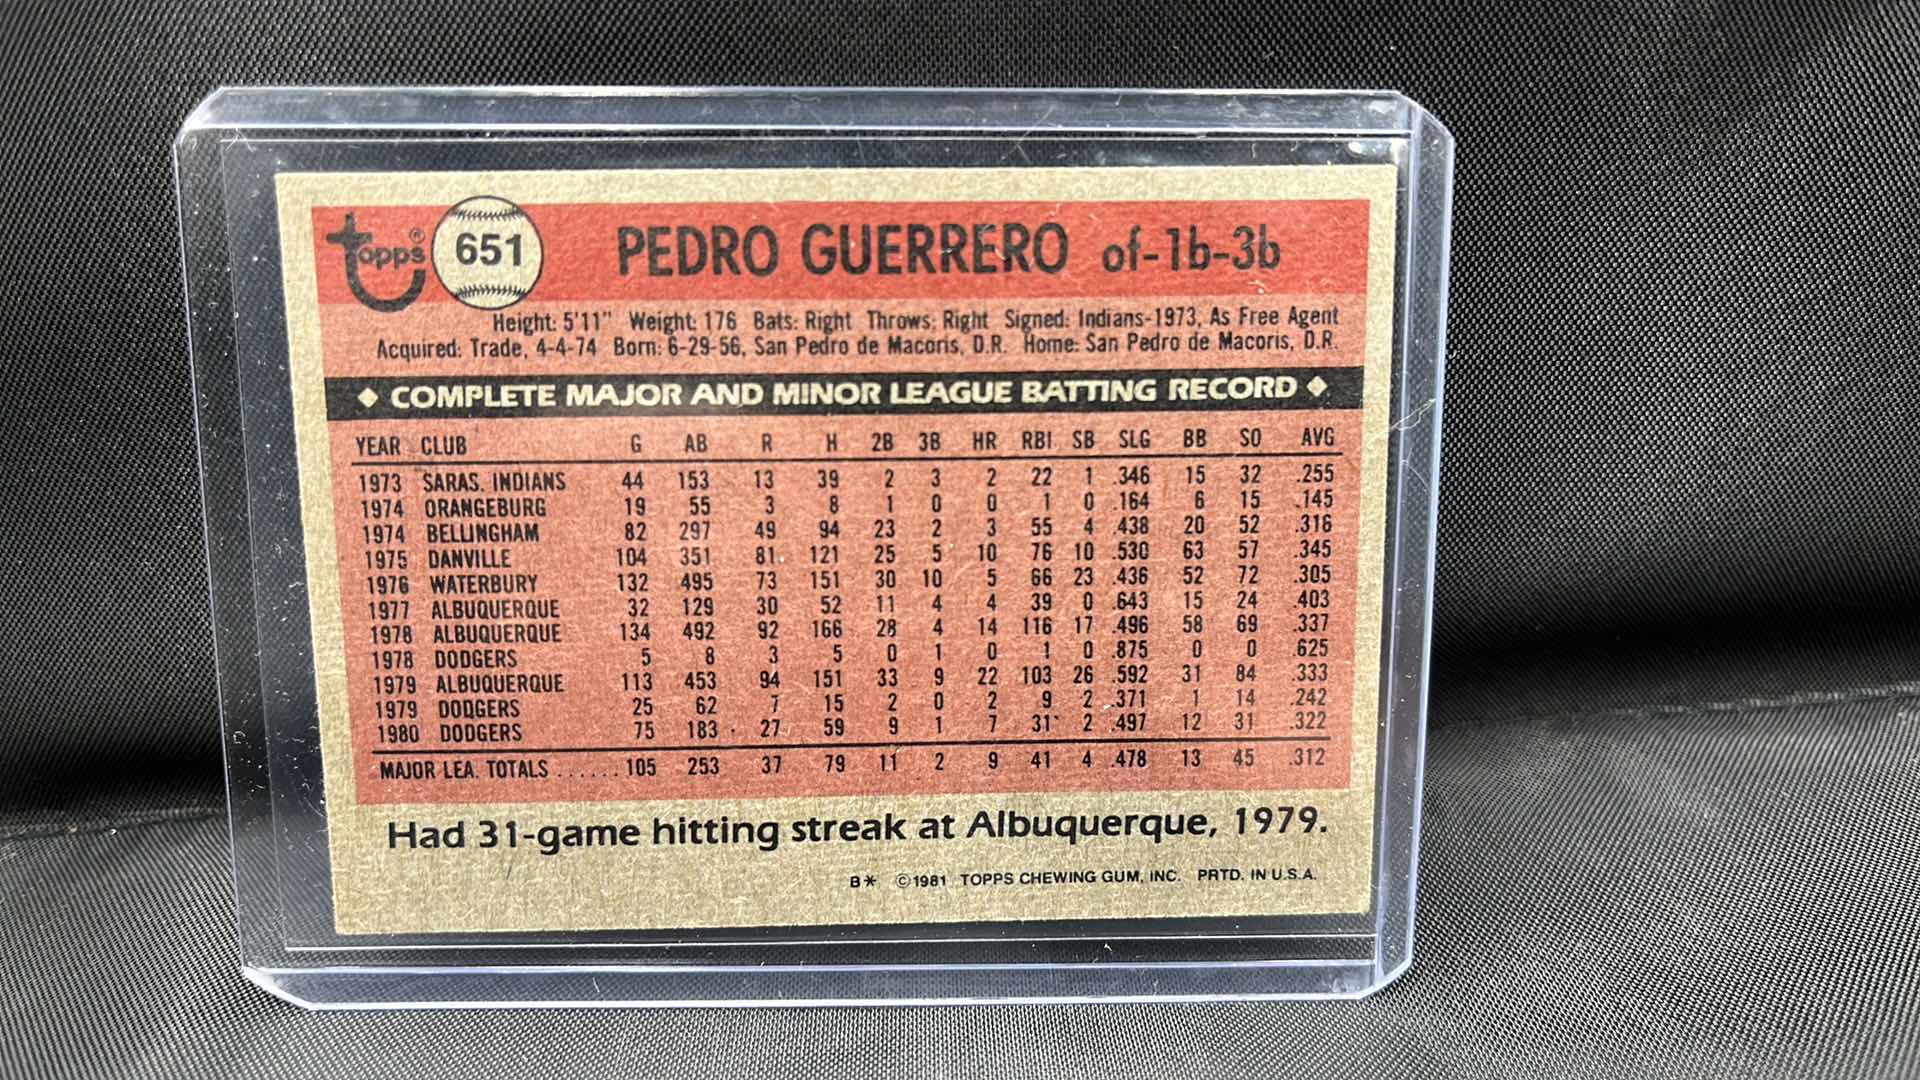 Topps® 651 PEDRO GUERRERO of-1b-3b
Height: 5'11" Weight: 176 Bats: Right Throws: Right Signed: Indians-1973, As Free Agent
Acquired: Trade, 4-4-74 Born: 6-29-56, San Pedro de Macoris, D.R. Home: San Pedro de Macoris, D.R.
◆ COMPLETE MAJOR AND MINOR LEAGUE BATTING RECORD ◆
YEAR CLUB G AB R H 2B 3B HR RBI SB SLG BB SO AVG
1973 SARAS. INDIANS 44 153 13 39 2 3 2 22 1 .346 15 32 .255
1974 ORANGEBURG 19 55 3 8 1 0 0 1 0 .164 6 15 .145
1974 BELLINGHAM 82 297 49 94 23 2 3 55 4 .438 20 52 .316
1975 DANVILLE 104 351 81 121 25 5 10 76 10 .530 63 57 .345
1976 WATERBURY 132 495 73 151 30 10 5 66 23 .436 52 72 .305
1977 ALBUQUERQUE 32 129 30 52 11 4 4 39 0 .643 15 24 .403
1978 ALBUQUERQUE 134 492 92 166 28 4 14 116 17 .496 58 69 .337
1978 DODGERS 5 8 3 5 0 1 0 1 0 .875 0 0 .625
1979 ALBUQUERQUE 113 453 94 151 33 9 22 103 26 .592 31 84 .333
1979 DODGERS 25 62 7 15 2 0 2 9 2 .371 1 14 .242
1980 DODGERS 75 183 27 59 9 1 7 31 2 .497 12 31 .322
MAJOR LEA. TOTALS ...... 105 253 37 79 11 2 9 41 4 .478 13 45 .312
Had 31-game hitting streak at Albuquerque, 1979.
B* ©1981 TOPPS CHEWING GUM, INC. PRTD. IN U.S.A.